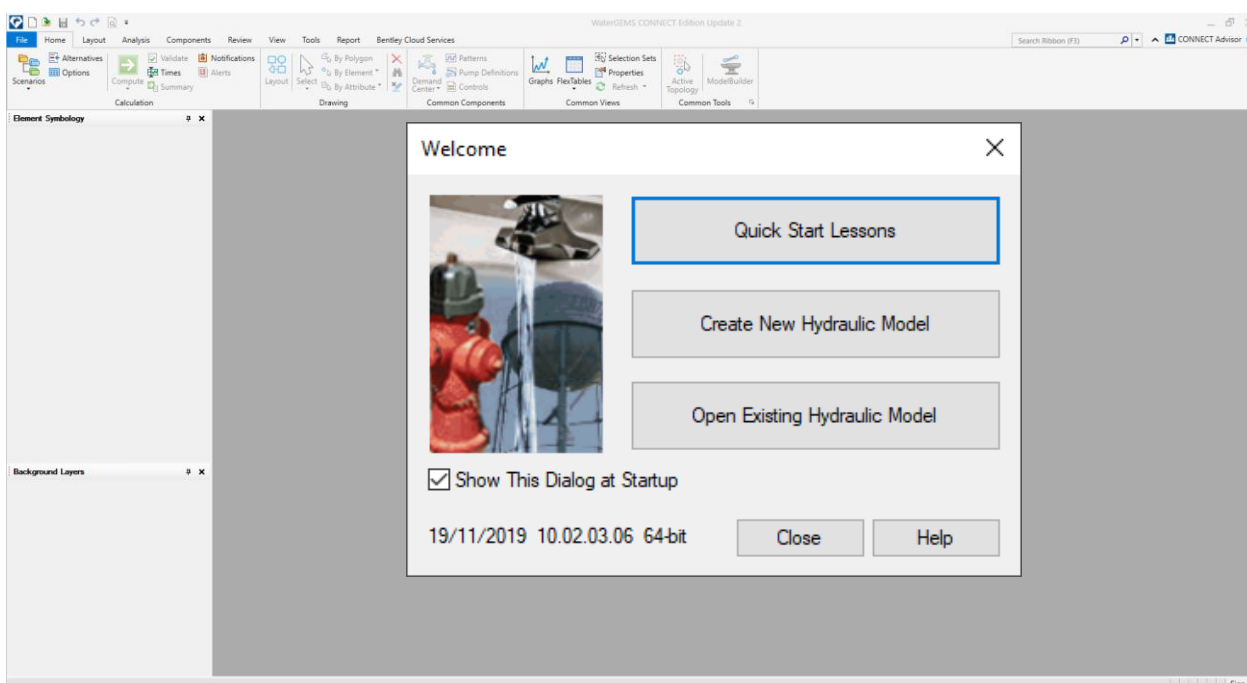 WaterGEMS CONNECT Edition Update 2
File Home Layout Analysis Components Review View Tools Report Bentley Cloud Services Search Ribbon (F3) CONNECT Advisor
Scenarios
Alternatives
Options
Compute
Validate
Times
Summary
Notifications
Alerts
Calculation
Layout
Select
By Polygon
By Element
By Attribute
Drawing
Demand
Center
Patterns
Pump Definitions
Controls
Common Components
Graphs
FlexTables
Selection Sets
Properties
Refresh
Common Views
Active
Topology
ModelBuilder
Common Tools
Element Symbology
Background Layers
Welcome
Quick Start Lessons
Create New Hydraulic Model
Open Existing Hydraulic Model
Show This Dialog at Startup
19/11/2019 10.02.03.06 64-bit
Close
Help